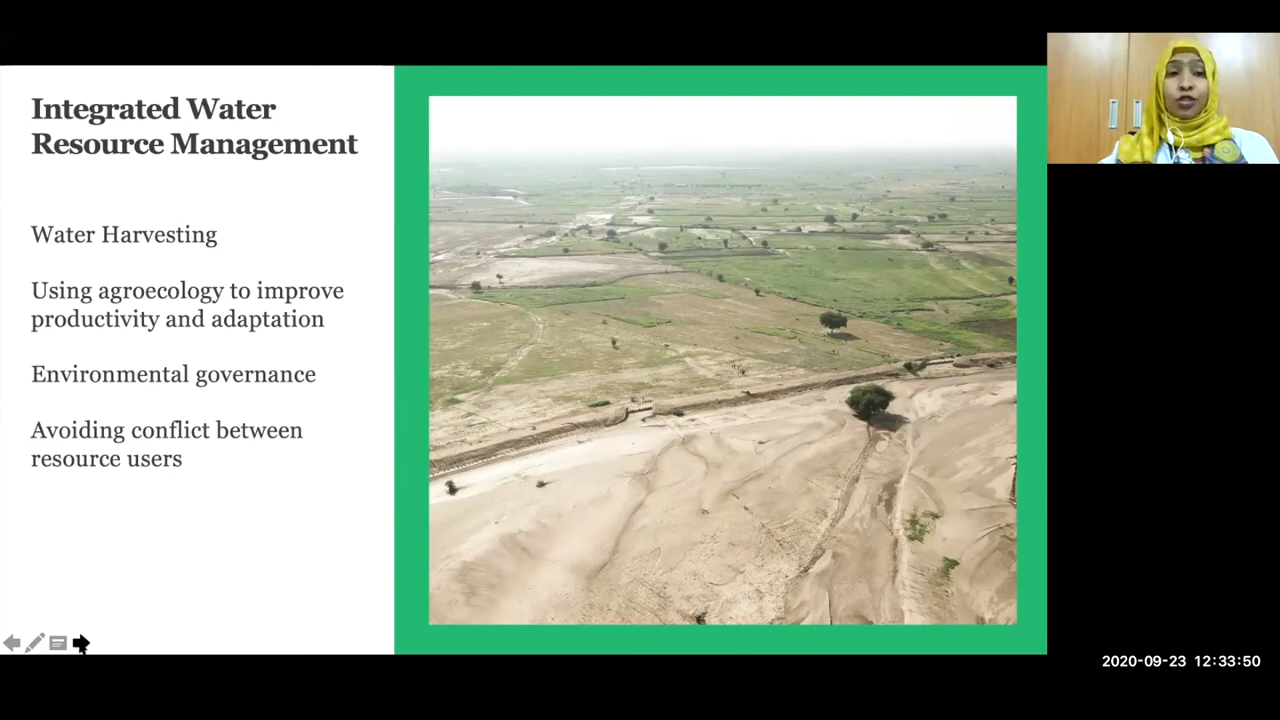 Integrated Water
Resource Management
Water Harvesting
Using agroecology to improve
productivity and adaptation
Environmental governance
Avoiding conflict between
resource users
2020-09-23 12:33:50